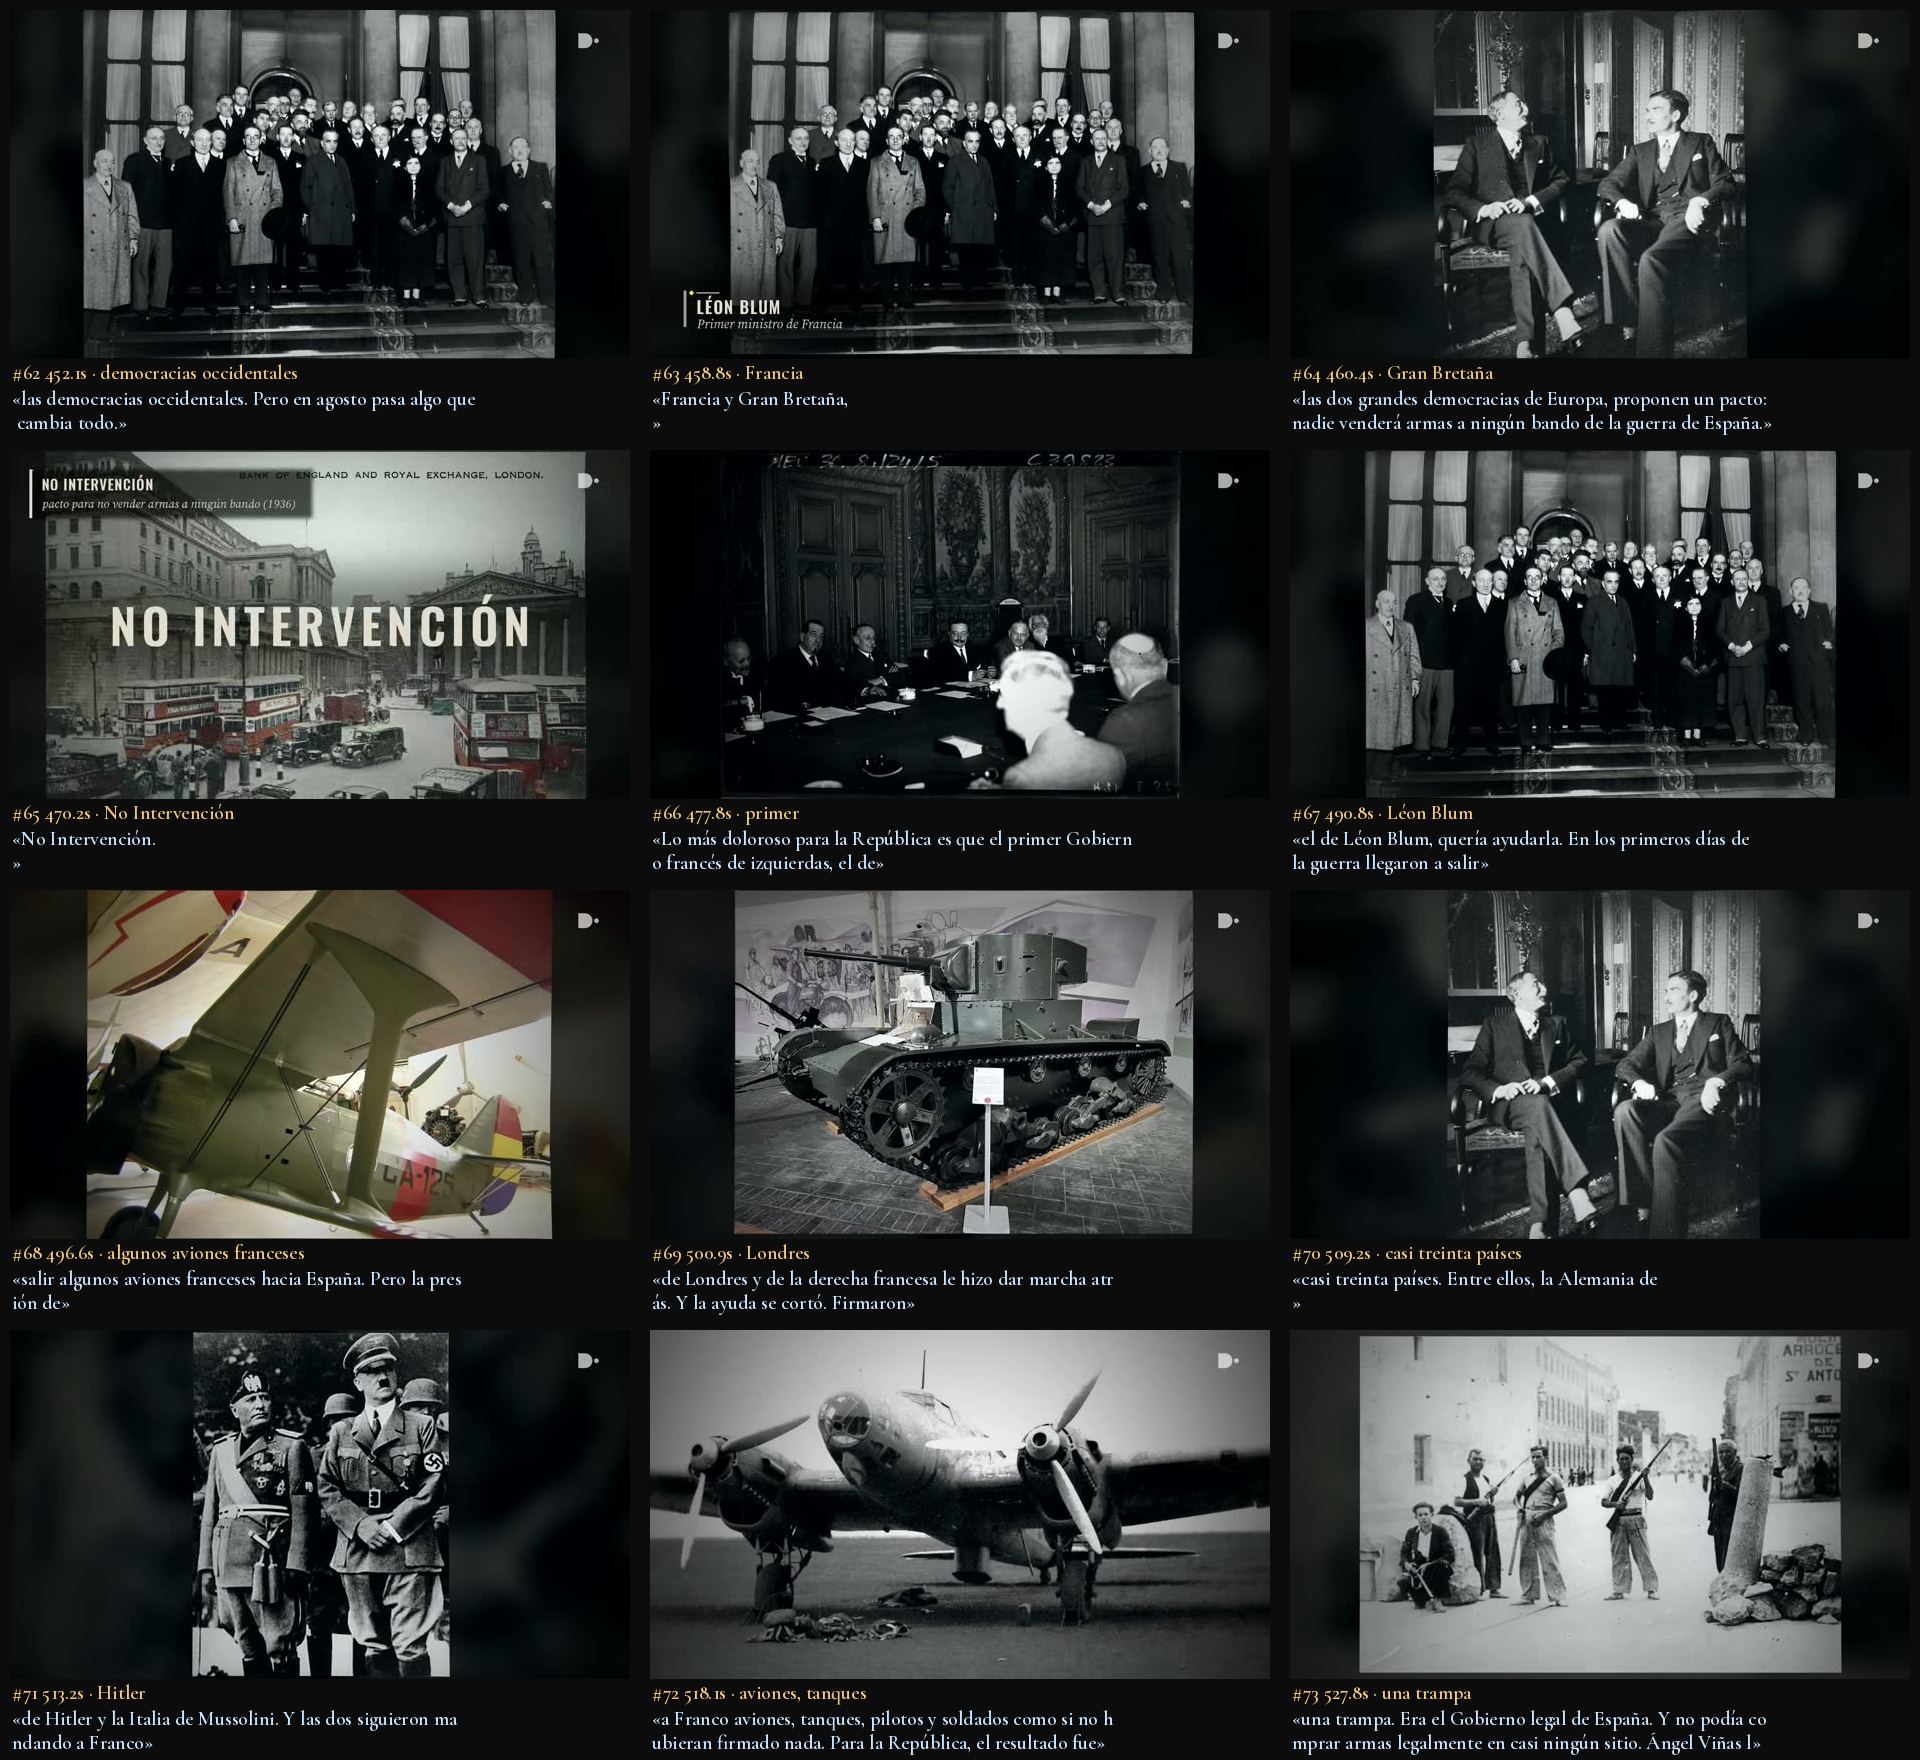 #62 452.1s · democracias occidentales
«las democracias occidentales. Pero en agosto pasa algo que
cambia todo.»
LÉON BLUM
Primer ministro de Francia
#63 458.8s · Francia
«Francia y Gran Bretaña,
»
#64 460.4s · Gran Bretaña
«las dos grandes democracias de Europa, proponen un pacto:
nadie venderá armas a ningún bando de la guerra de España.»
BANK OF ENGLAND AND ROYAL EXCHANGE, LONDON.
NO INTERVENCIÓN
pacto para no vender armas a ningún bando (1936)
NO INTERVENCIÓN
#65 470.2s · No Intervención
«No Intervención.
»
#66 477.8s · primer
«Lo más doloroso para la República es que el primer Gobiern
o francés de izquierdas, el de»
#67 490.8s · Léon Blum
«el de Léon Blum, quería ayudarla. En los primeros días de
la guerra llegaron a salir»
A
CA-125
#68 496.6s · algunos aviones franceses
«salir algunos aviones franceses hacia España. Pero la pres
ión de»
#69 500.9s · Londres
«de Londres y de la derecha francesa le hizo dar marcha atr
ás. Y la ayuda se cortó. Firmaron»
#70 509.2s · casi treinta países
«casi treinta países. Entre ellos, la Alemania de
»
#71 513.2s · Hitler
«de Hitler y la Italia de Mussolini. Y las dos siguieron ma
ndando a Franco»
#72 518.1s · aviones, tanques
«a Franco aviones, tanques, pilotos y soldados como si no h
ubieran firmado nada. Para la República, el resultado fue»
ARROCE
DE
Sº ANTO
#73 527.8s · una trampa
«una trampa. Era el Gobierno legal de España. Y no podía co
mprar armas legalmente en casi ningún sitio. Ángel Viñas l»